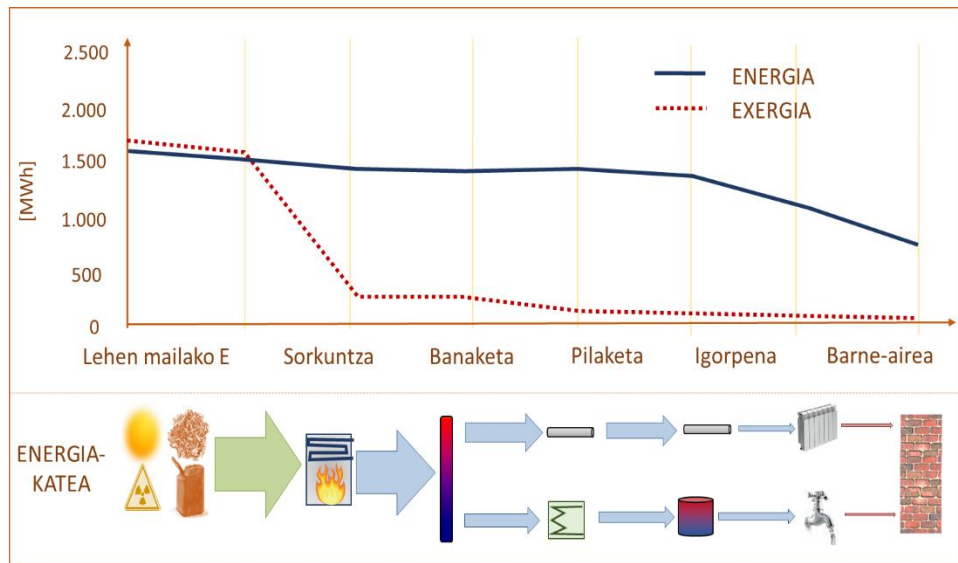 2.500
2.000
1.500
1.000
500
0
[MWh]
ENERGIA
EXERGIA
Lehen mailako E
Sorkuntza
Banaketa
Pilaketa
Igorpena
Barne-airea
ENERGIA-
KATEA